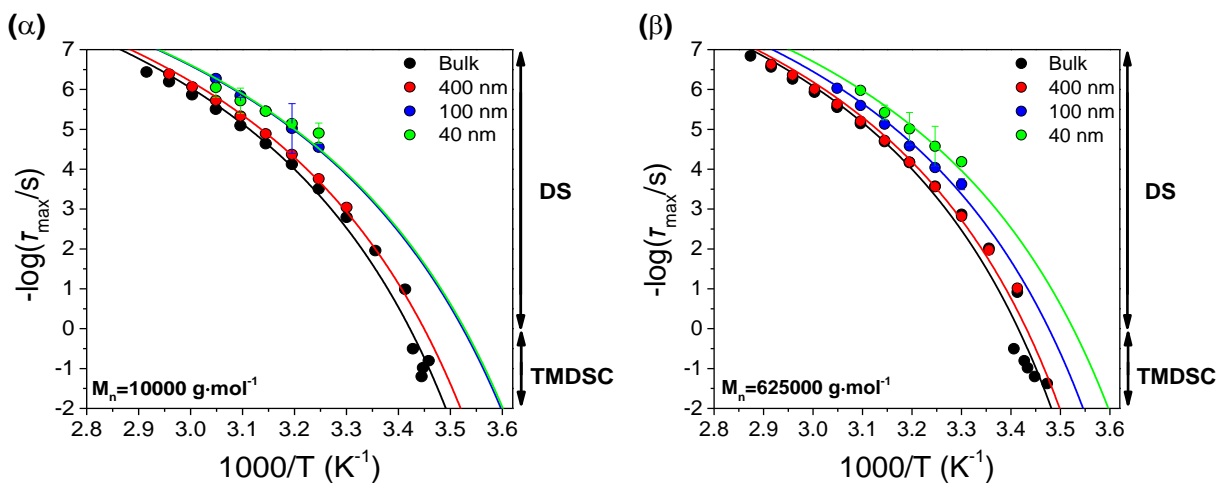 (α)
7
6
5
4
3
2
1
0
-1
-2
-log(τmax/s)
Bulk
400 nm
100 nm
40 nm
Mn=10000 g·mol-1
2.8 2.9 3.0 3.1 3.2 3.3 3.4 3.5 3.6
1000/T (K-1)
DS
TMDSC
(β)
7
6
5
4
3
2
1
0
-1
-2
-log(τmax/s)
Bulk
400 nm
100 nm
40 nm
Mn=625000 g·mol-1
2.8 2.9 3.0 3.1 3.2 3.3 3.4 3.5 3.6
1000/T (K-1)
DS
TMDSC